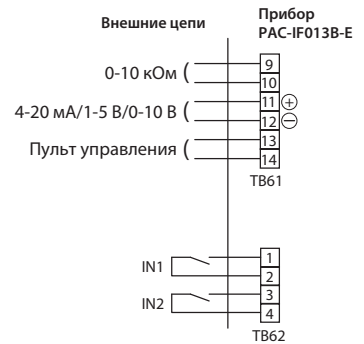 Внешние цепи
Прибор
PAC-IF013B-E
0-10 кОм
9
10
4-20 мА/1-5 В/0-10 В
11 +
12 −
Пульт управления
13
14
TB61
IN1
1
2
IN2
3
4
TB62